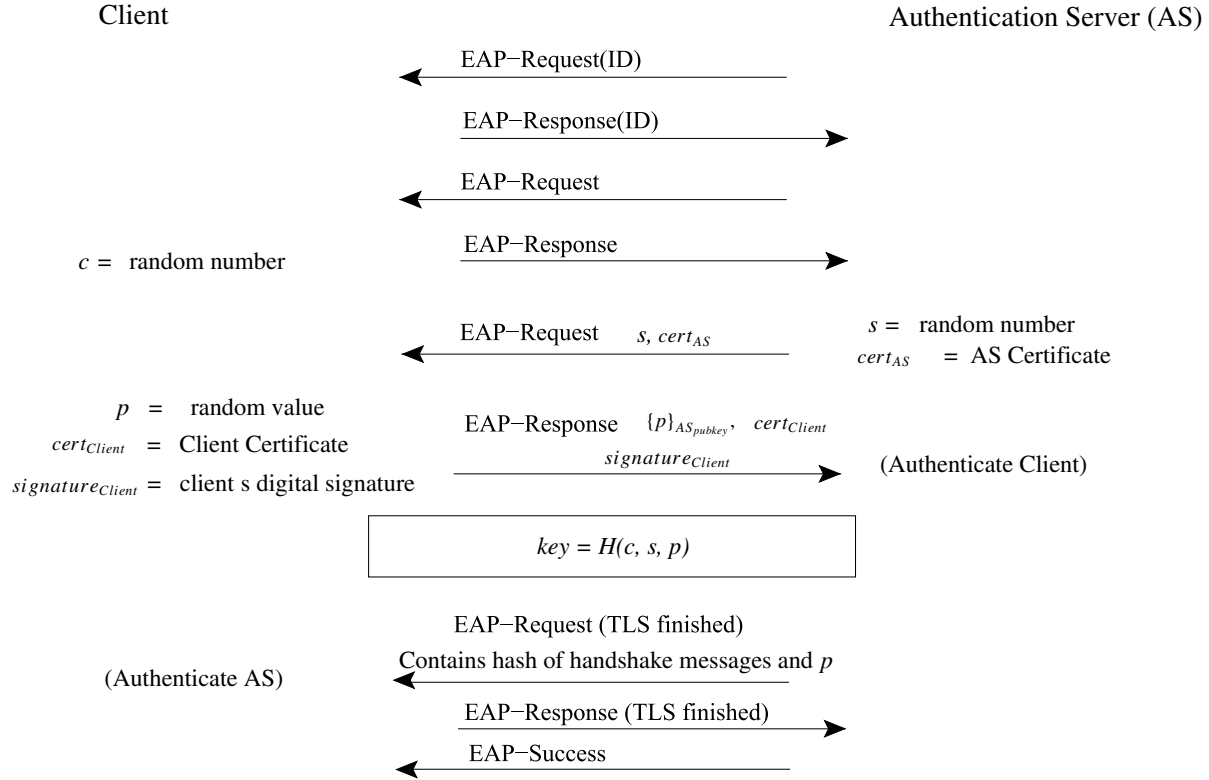 Client
Authentication Server (AS)
EAP−Request(ID)
EAP−Response(ID)
EAP−Request
EAP−Response
c = random number
EAP−Request s, cert_AS
s = random number
cert_AS = AS Certificate
p = random value
cert_Client = Client Certificate
signature_Client = client s digital signature
EAP−Response {p}_AS_pubkey, cert_Client
signature_Client
(Authenticate Client)
key = H(c, s, p)
EAP−Request (TLS finished)
Contains hash of handshake messages and p
(Authenticate AS)
EAP−Response (TLS finished)
EAP−Success